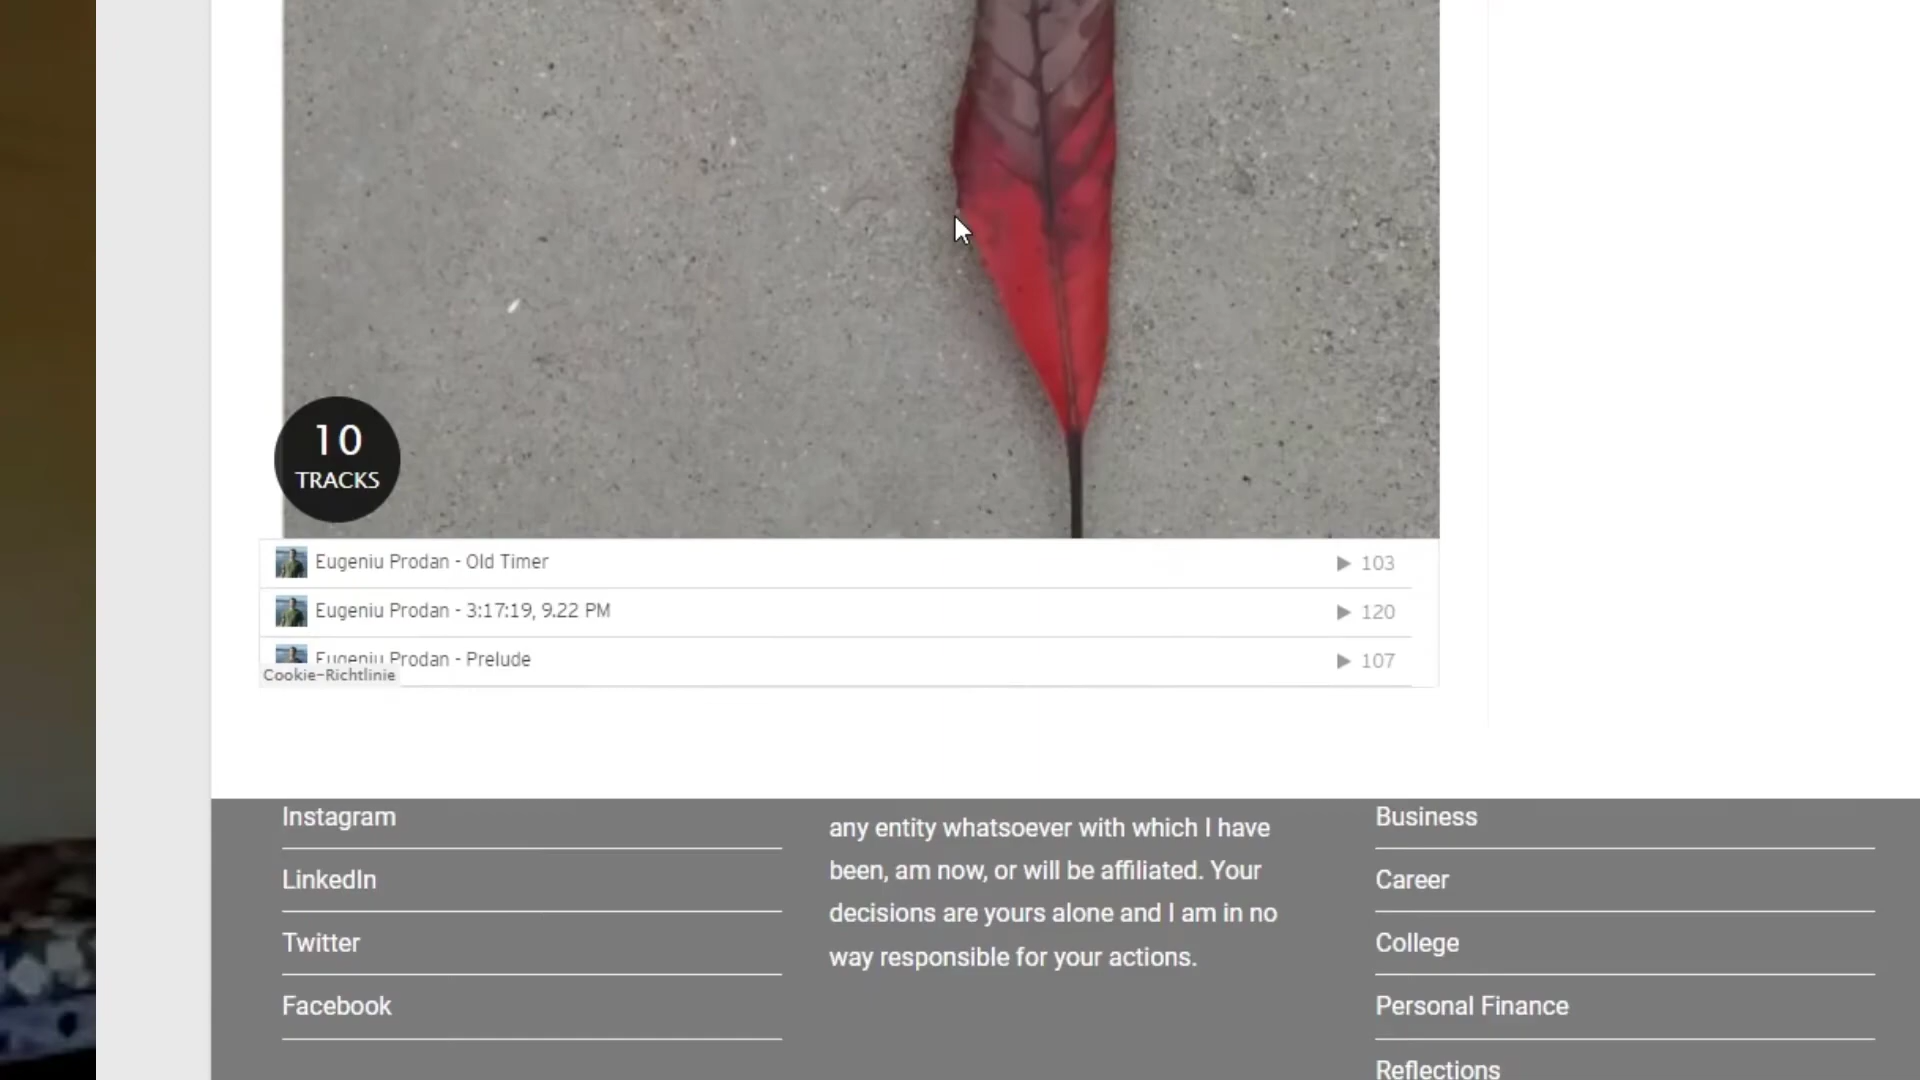 10
TRACKS
Eugeniu Prodan - Old Timer
103
Eugeniu Prodan - 3:17:19, 9.22 PM
120
Eugeniu Prodan - Prelude
107
Cookie-Richtlinie
Instagram
LinkedIn
Twitter
Facebook
any entity whatsoever with which I have
been, am now, or will be affiliated. Your
decisions are yours alone and I am in no
way responsible for your actions.
Business
Career
College
Personal Finance
Reflections